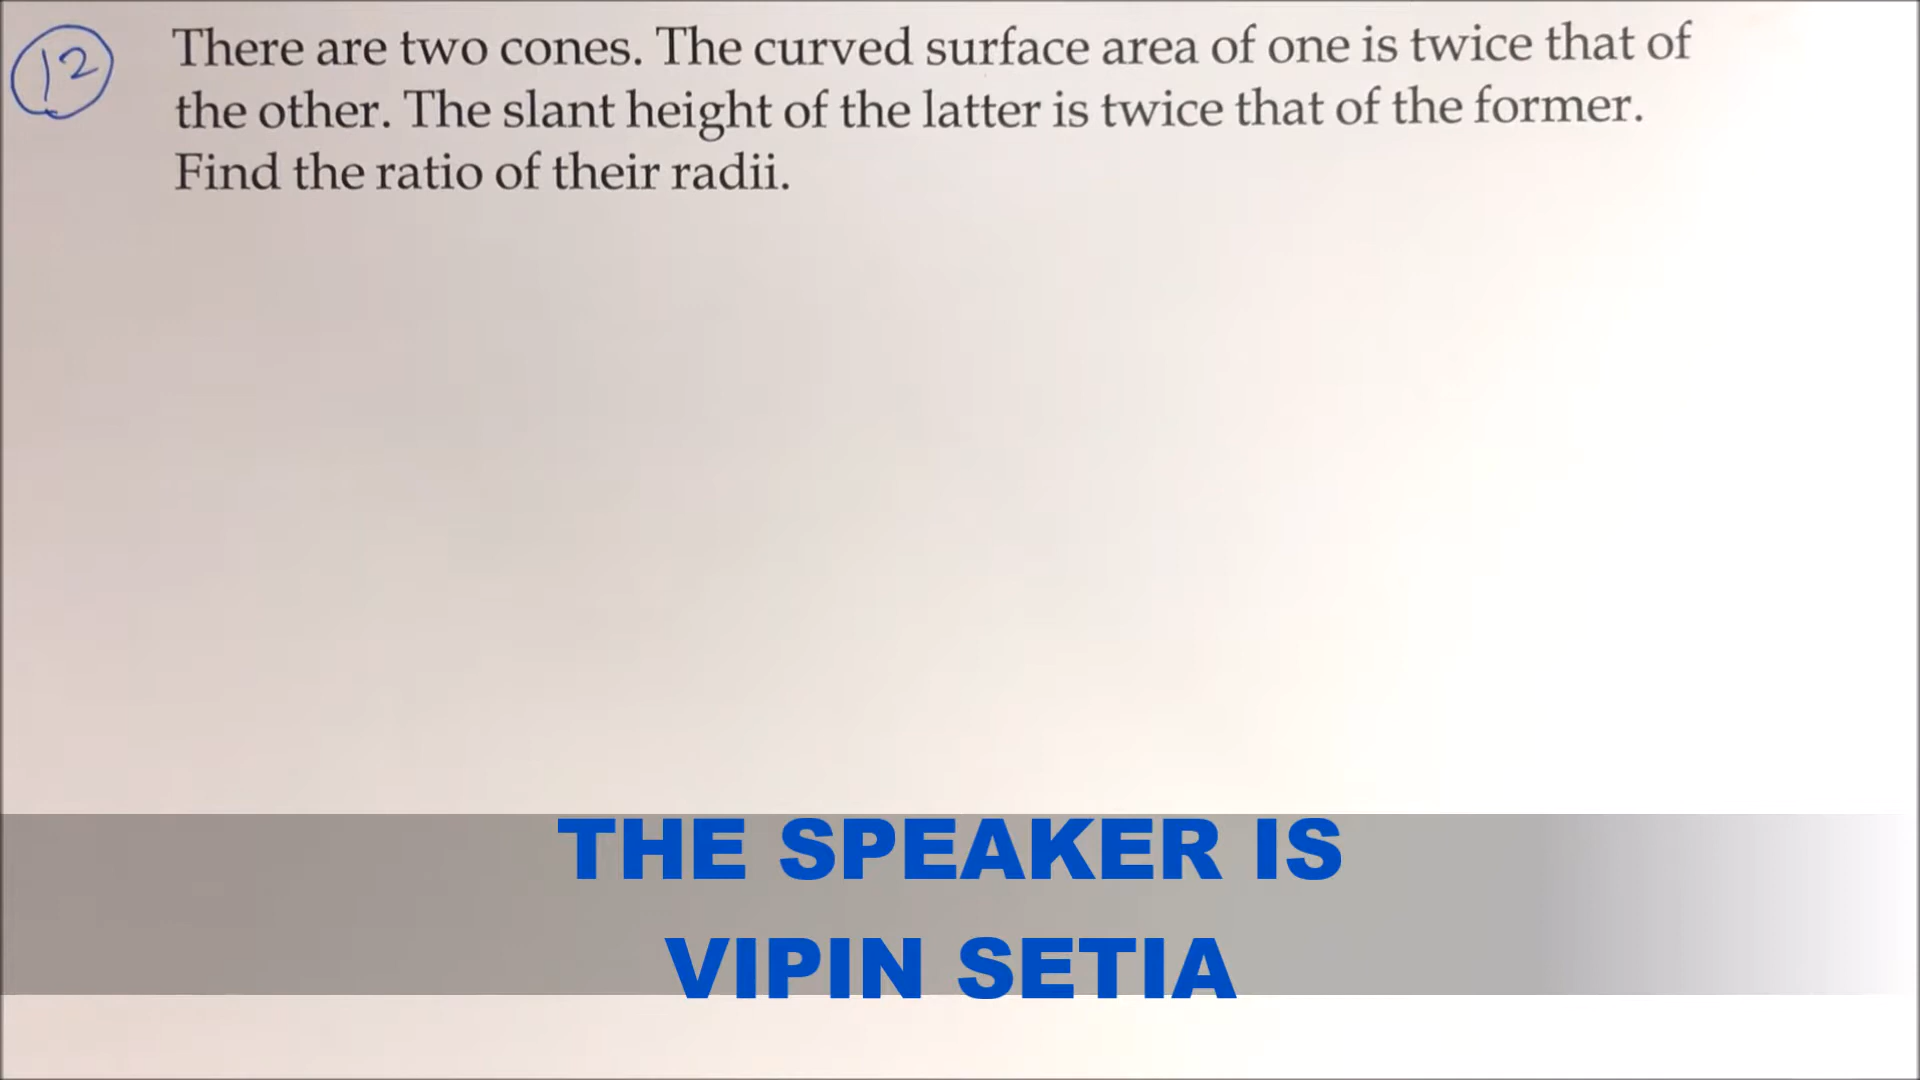 12
There are two cones. The curved surface area of one is twice that of
the other. The slant height of the latter is twice that of the former.
Find the ratio of their radii.
THE SPEAKER IS
VIPIN SETIA